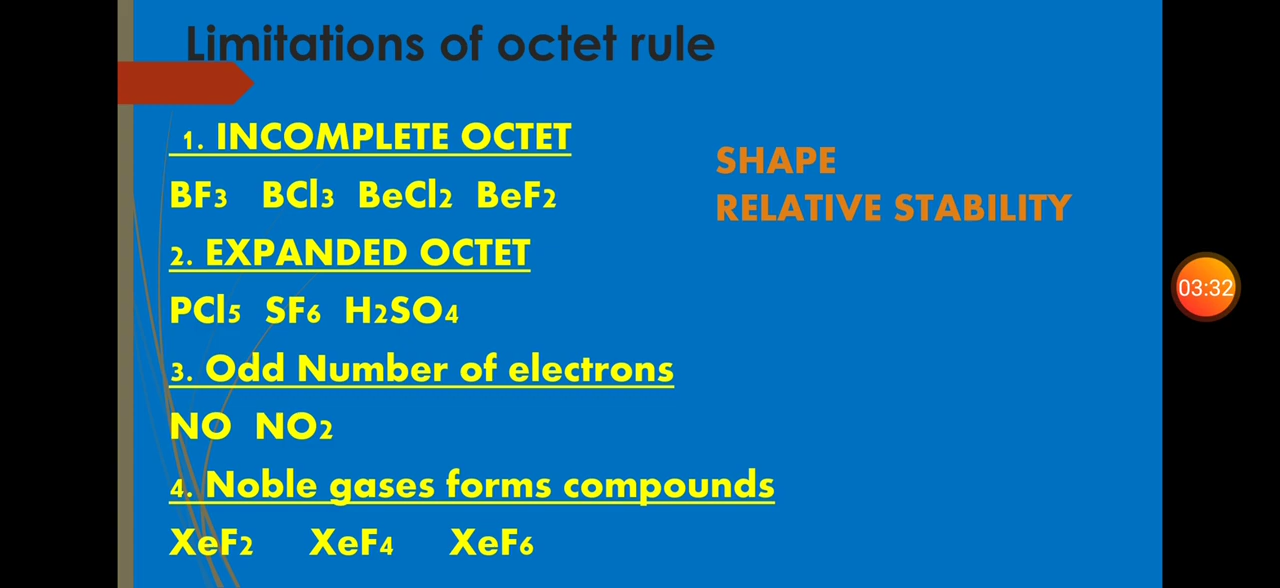 Limitations of octet rule
1. INCOMPLETE OCTET
BF3 BCl3 BeCl2 BeF2
2. EXPANDED OCTET
PCl5 SF6 H2SO4
3. Odd Number of electrons
NO NO2
4. Noble gases forms compounds
XeF2 XeF4 XeF6
SHAPE
RELATIVE STABILITY
03:32